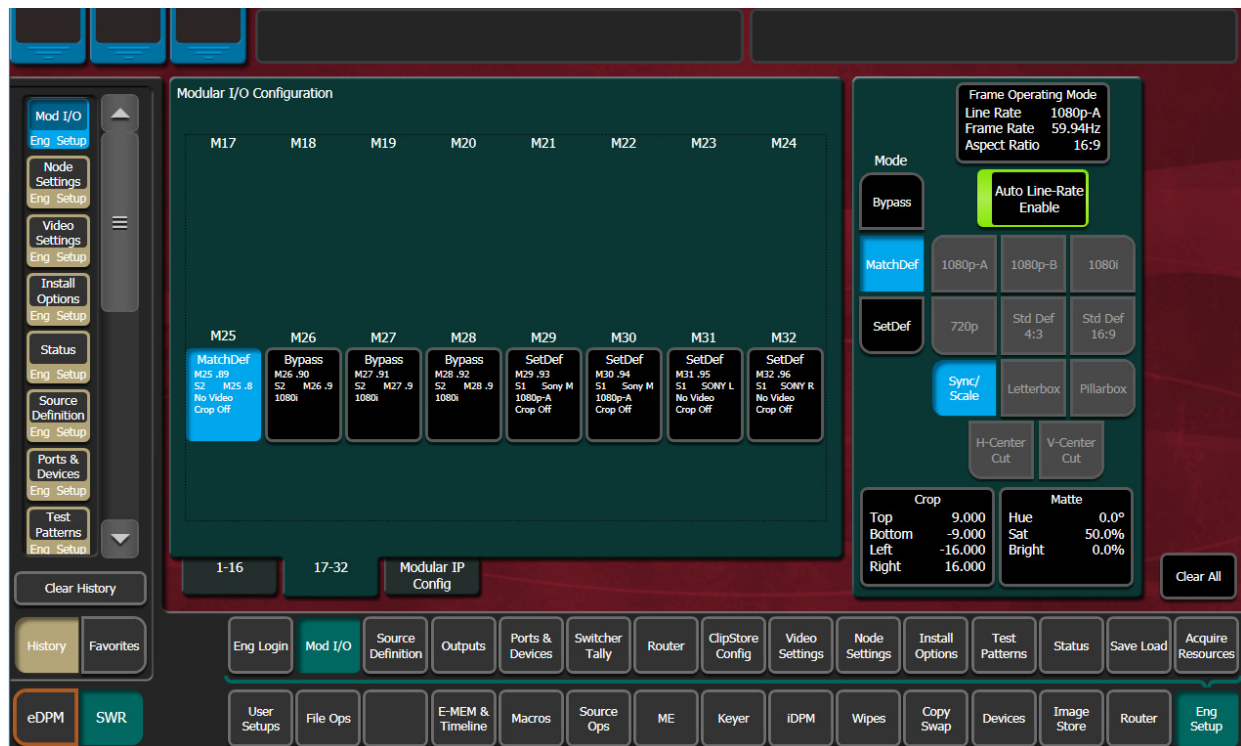 Modular I/O Configuration
M17 M18 M19 M20 M21 M22 M23 M24
M25 M26 M27 M28 M29 M30 M31 M32
MatchDef
M25 .89
S2 M25 .8
No Video
Crop Off
Bypass
M26 .90
S2 M26 .9
1080i
Bypass
M27 .91
S2 M27 .9
1080i
Bypass
M28 .92
S2 M28 .9
1080i
SetDef
M29 .93
S1 Sony M
1080p-A
Crop Off
SetDef
M30 .94
S1 Sony M
1080p-A
Crop Off
SetDef
M31 .95
S1 SONY L
No Video
Crop Off
SetDef
M32 .96
S1 SONY R
No Video
Crop Off
1-16
17-32
Modular IP
Config
Mod I/O
Eng Setup
Node
Settings
Eng Setup
Video
Settings
Eng Setup
Install
Options
Eng Setup
Status
Eng Setup
Source
Definition
Eng Setup
Ports &
Devices
Eng Setup
Test
Patterns
Eng Setup
Clear History
History
Favorites
Frame Operating Mode
Line Rate 1080p-A
Frame Rate 59.94Hz
Aspect Ratio 16:9
Mode
Bypass
MatchDef
SetDef
Auto Line-Rate
Enable
1080p-A
1080p-B
1080i
720p
Std Def
4:3
Std Def
16:9
Sync/
Scale
Letterbox
Pillarbox
H-Center
Cut
V-Center
Cut
Crop
Top 9.000
Bottom -9.000
Left -16.000
Right 16.000
Matte
Hue 0.0°
Sat 50.0%
Bright 0.0%
Clear All
Eng Login
Mod I/O
Source
Definition
Outputs
Ports &
Devices
Switcher
Tally
Router
ClipStore
Config
Video
Settings
Node
Settings
Install
Options
Test
Patterns
Status
Save Load
Acquire
Resources
eDPM
SWR
User
Setups
File Ops
E-MEM &
Timeline
Macros
Source
Ops
ME
Keyer
iDPM
Wipes
Copy
Swap
Devices
Image
Store
Router
Eng
Setup